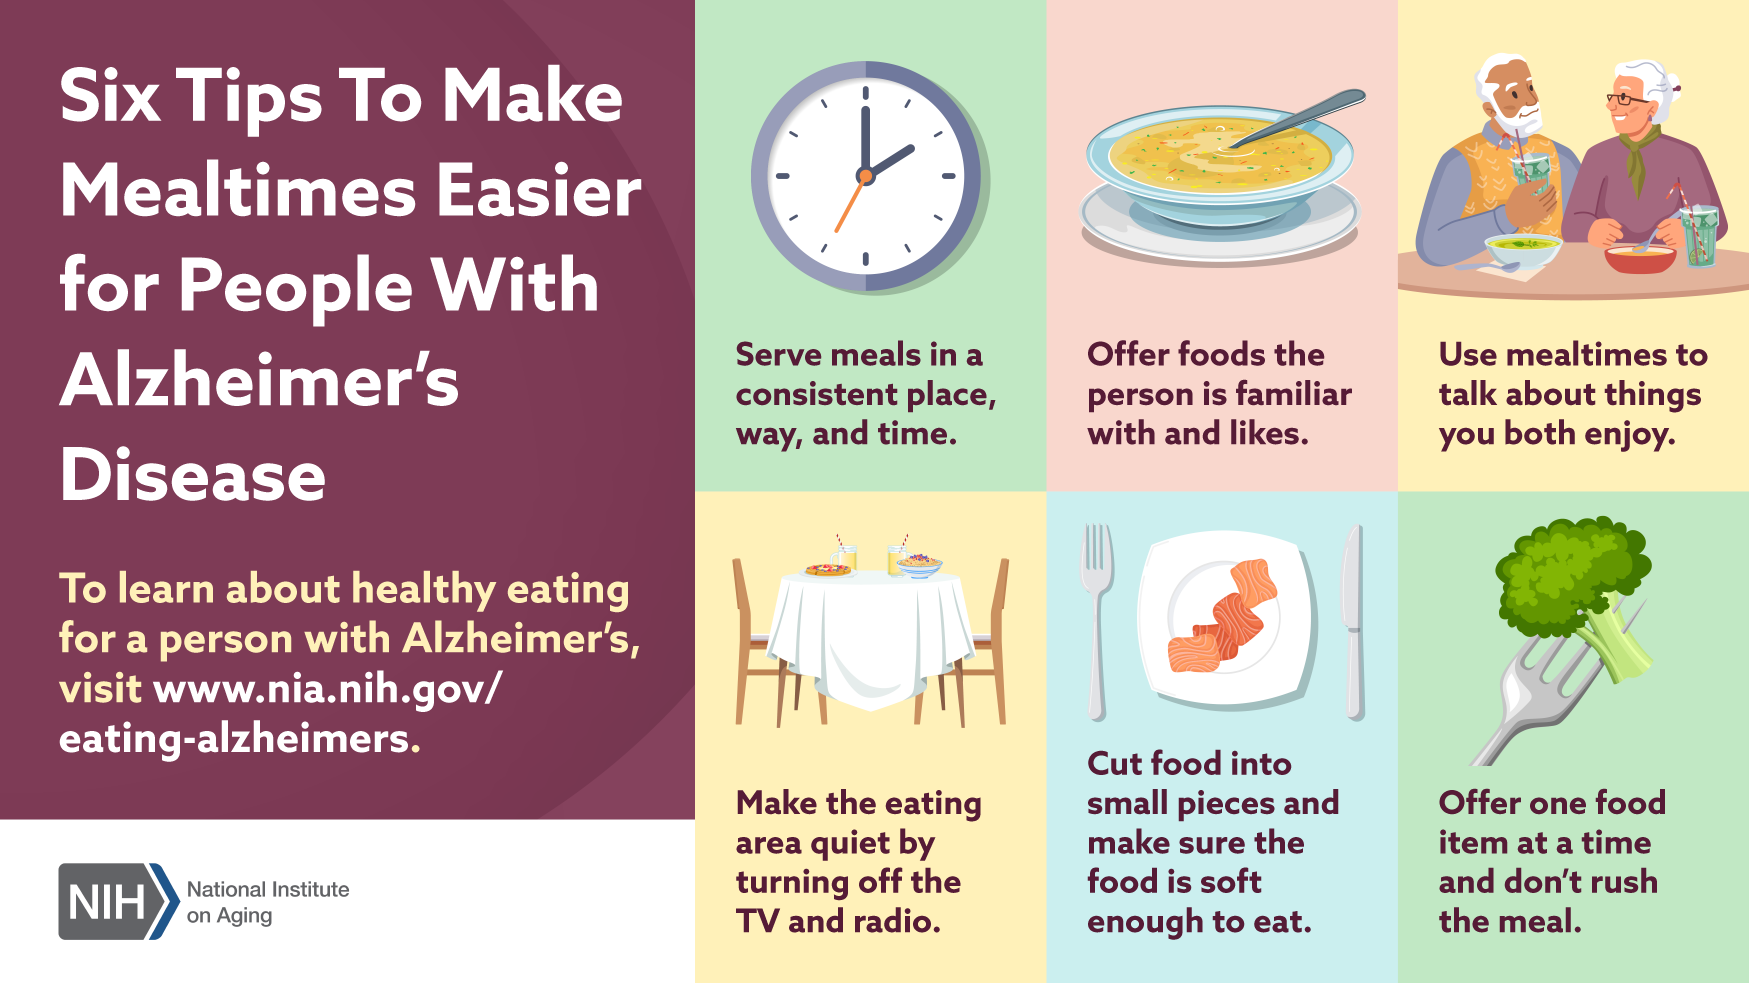 Six Tips To Make
Mealtimes Easier
for People With
Alzheimer’s
Disease
To learn about healthy eating
for a person with Alzheimer’s,
visit www.nia.nih.gov/
eating-alzheimers.
NIH National Institute
on Aging
Serve meals in a
consistent place,
way, and time.
Offer foods the
person is familiar
with and likes.
Use mealtimes to
talk about things
you both enjoy.
Make the eating
area quiet by
turning off the
TV and radio.
Cut food into
small pieces and
make sure the
food is soft
enough to eat.
Offer one food
item at a time
and don’t rush
the meal.